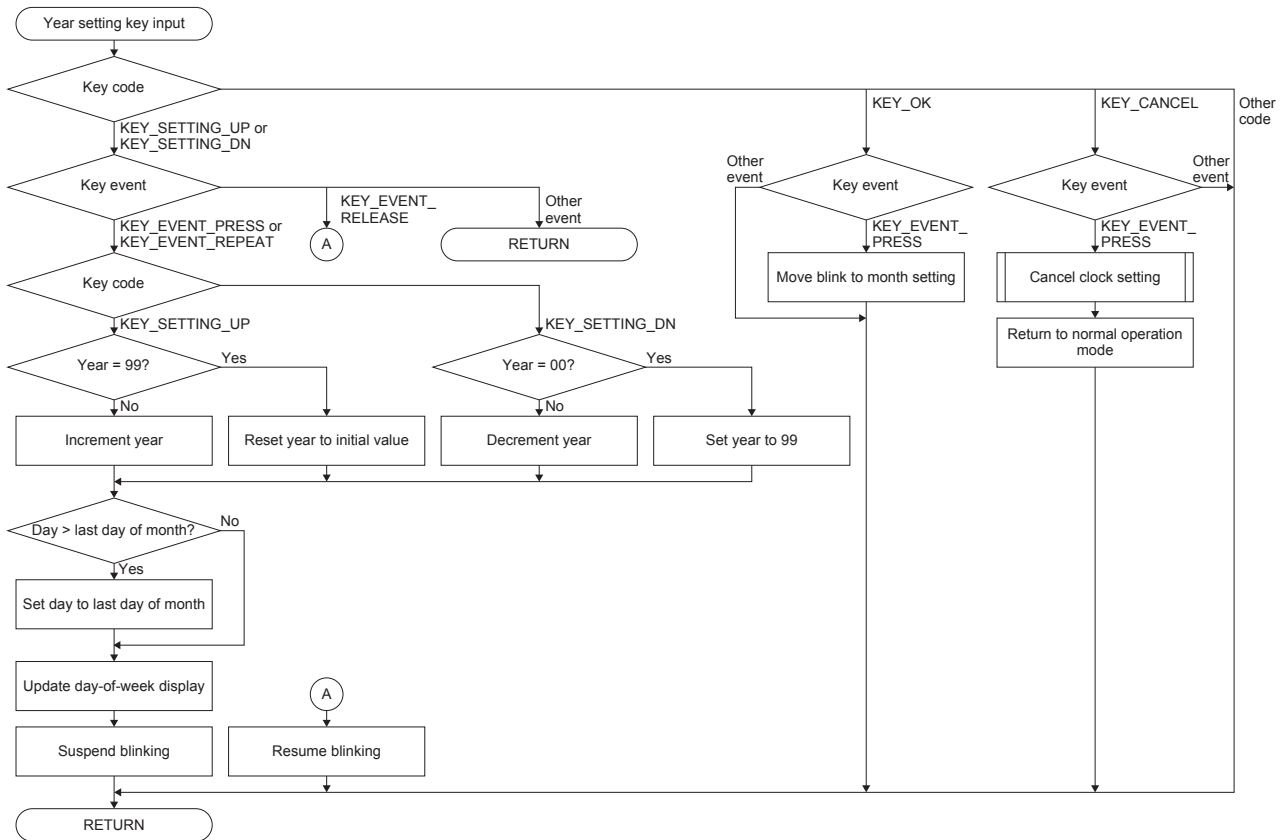 Year setting key input
Key code
KEY_OK
KEY_CANCEL
Other
code
KEY_SETTING_UP or
KEY_SETTING_DN
Key event
KEY_EVENT_
RELEASE
Other
event
Other
event
Key event
Key event
Other
event
KEY_EVENT_PRESS or
KEY_EVENT_REPEAT
A
RETURN
KEY_EVENT_
PRESS
KEY_EVENT_
PRESS
Key code
Move blink to month setting
Cancel clock setting
KEY_SETTING_UP
KEY_SETTING_DN
Return to normal operation
mode
Year = 99?
Yes
Year = 00?
Yes
No
No
Increment year
Reset year to initial value
Decrement year
Set year to 99
Day > last day of month?
No
Yes
Set day to last day of month
Update day-of-week display
A
Suspend blinking
Resume blinking
RETURN